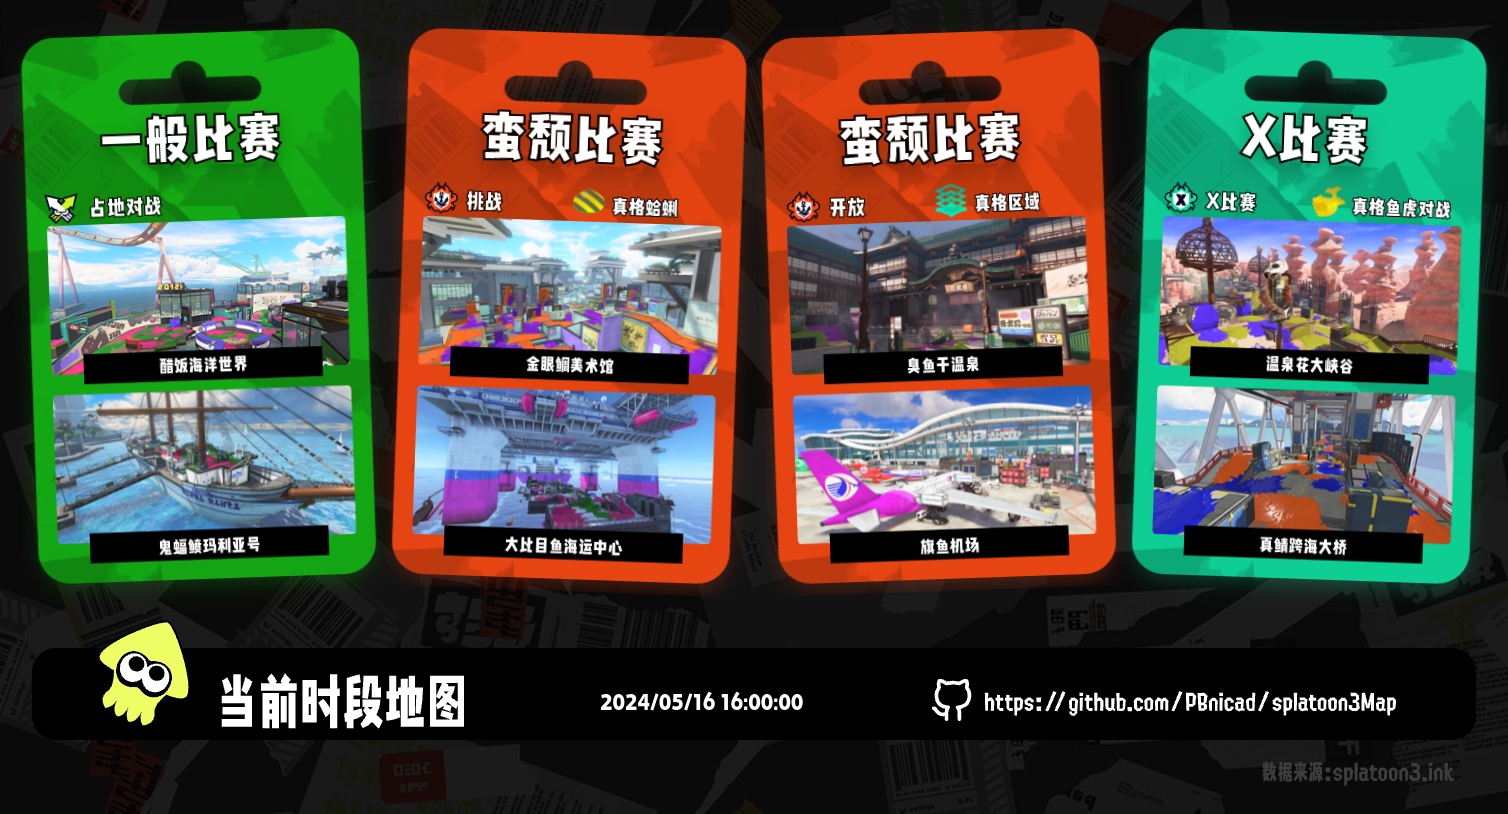 一般比赛
占地对战
醋饭海洋世界
鬼蝠鲼玛利亚号
蛮颓比赛
挑战
真格蛤蜊
金眼鲷美术馆
大比目鱼海运中心
蛮颓比赛
开放
真格区域
臭鱼干温泉
旗鱼机场
X比赛
X比赛
真格鱼虎对战
温泉花大峡谷
真鲭跨海大桥
当前时段地图
2024/05/16 16:00:00
https://github.com/PBnicad/splatoon3Map
数据来源:splatoon3.ink